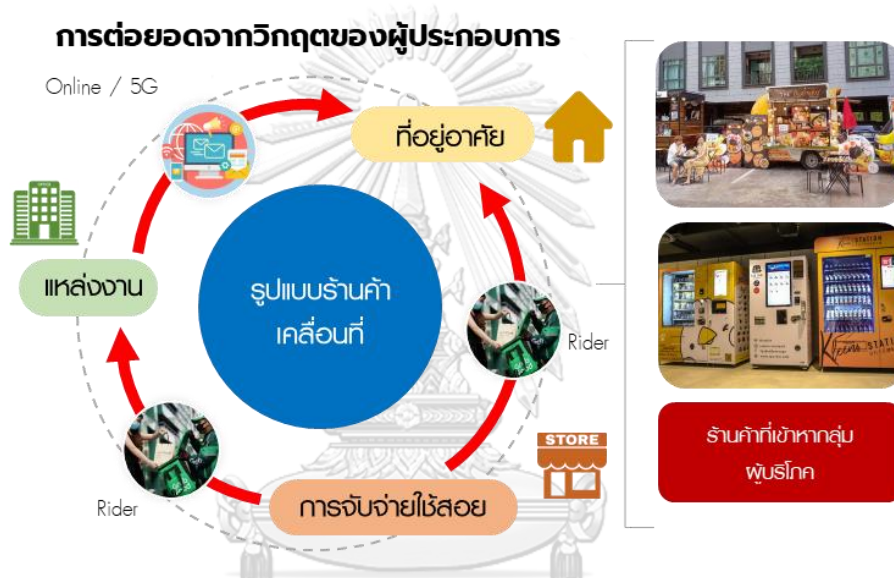 การต่อยอดจากวิกฤตของผู้ประกอบการ
Online / 5G
ที่อยู่อาศัย
แหล่งงาน
รูปแบบร้านค้า
เคลื่อนที่
Rider
STORE
Rider
การจับจ่ายใช้สอย
STATION
ร้านค้าที่เข้าหากลุ่ม
ผู้บริโภค